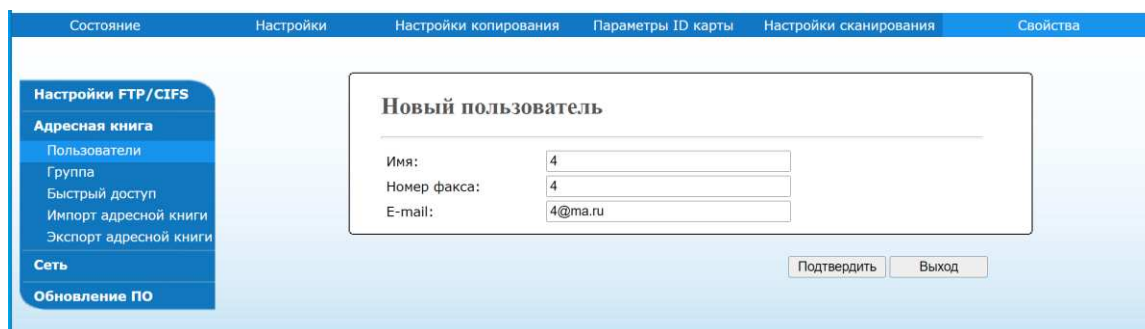 Состояние Настройки Настройки копирования Параметры ID карты Настройки сканирования Свойства
Настройки FTP/CIFS
Адресная книга
Пользователи
Группа
Быстрый доступ
Импорт адресной книги
Экспорт адресной книги
Сеть
Обновление ПО
Новый пользователь
Имя: 4
Номер факса: 4
E-mail: 4@ma.ru
Подтвердить Выход